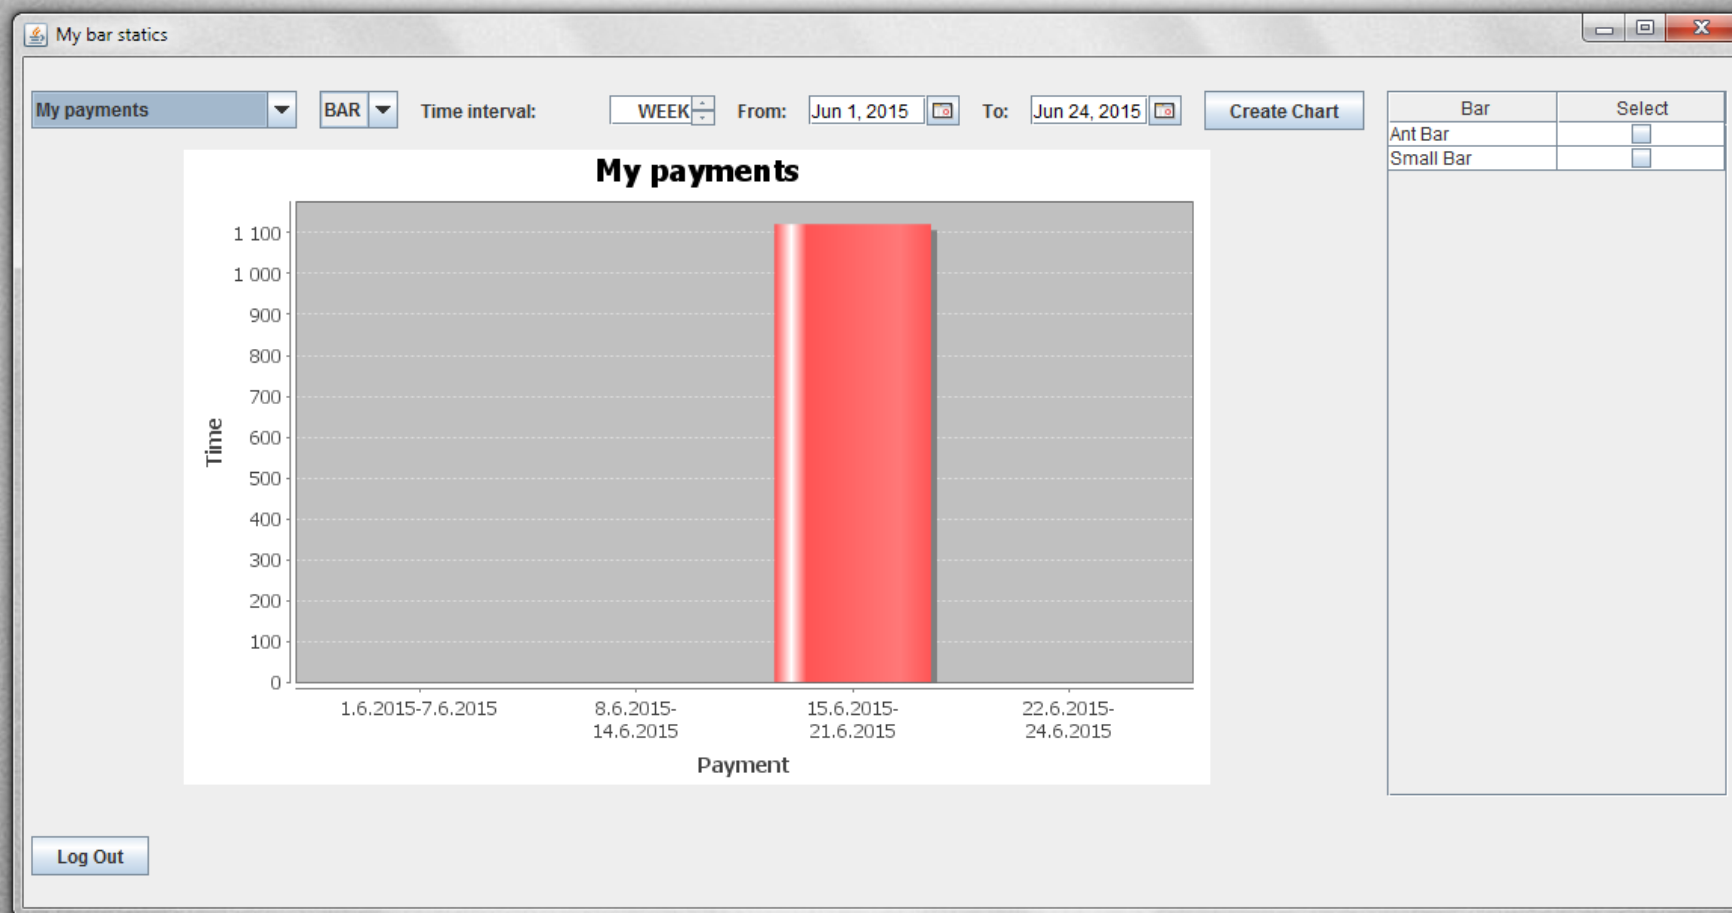 My bar statics
My payments BAR Time interval: WEEK From: Jun 1, 2015 To: Jun 24, 2015 Create Chart
Bar Select
Ant Bar
Small Bar
My payments
1 100
1 000
900
800
700
600
500
400
300
200
100
0
Time
1.6.2015-7.6.2015 8.6.2015- 15.6.2015- 22.6.2015-
14.6.2015 21.6.2015 24.6.2015
Payment
Log Out